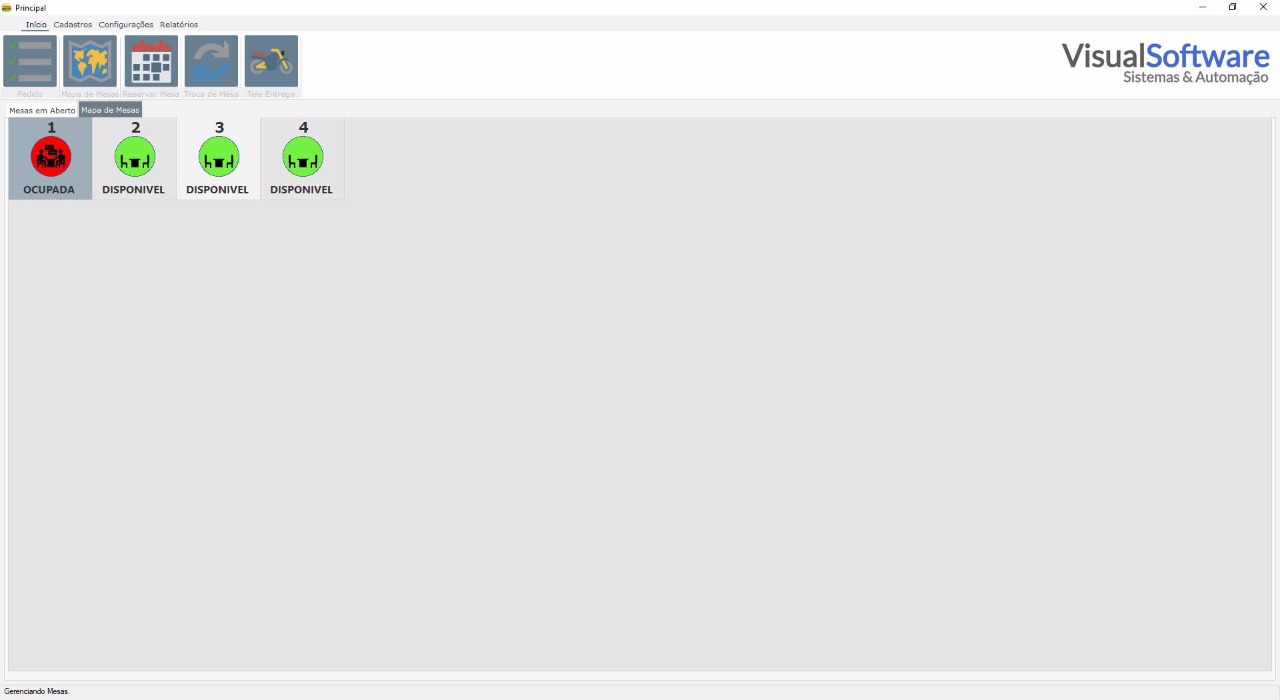 Principal
Início Cadastros Configurações Relatórios
VisualSoftware
Sistemas & Automação
Pedido Mapa de Mesas Reservar Mesa Troca de Mesa Tele Entrega
Mesas em Aberto Mapa de Mesas
1 2 3 4
OCUPADA DISPONIVEL DISPONIVEL DISPONIVEL
Gerenciando Mesas.